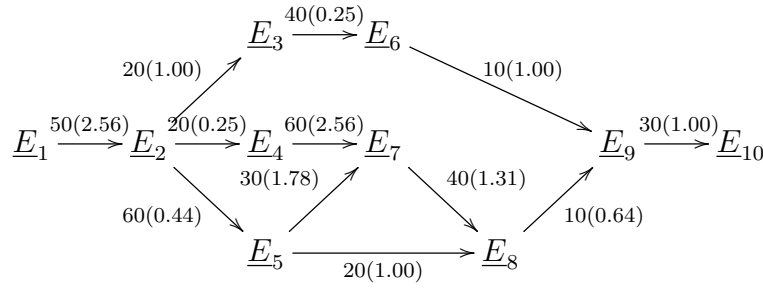 40(0.25)
E₃ E₆
20(1.00) 10(1.00)
50(2.56) 20(0.25) 60(2.56) 30(1.00)
E₁ E₂ E₄ E₇ E₉ E₁₀
30(1.78) 40(1.31)
60(0.44) 10(0.64)
E₅ E₈
20(1.00)